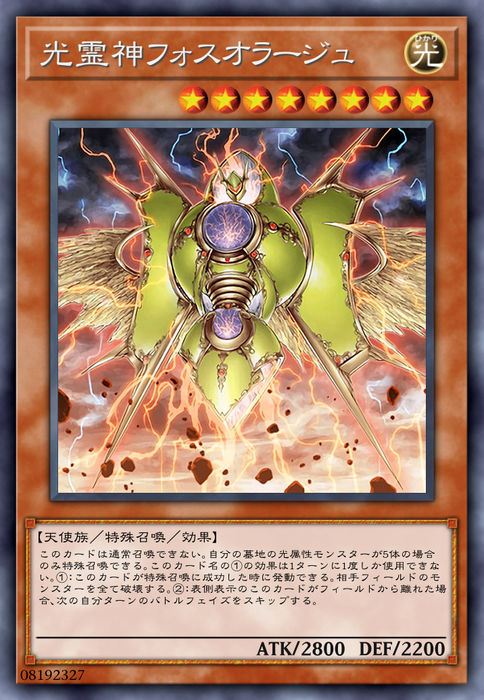 光霊神フォスオラージュ
ひかり
光
【天使族／特殊召喚／効果】
このカードは通常召喚できない。自分の墓地の光属性モンスターが5体の場合
のみ特殊召喚できる。このカード名の①の効果は1ターンに1度しか使用でき
ない。①：このカードが特殊召喚に成功した時に発動できる。相手フィールドのモ
ンスターを全て破壊する。②：表側表示のこのカードがフィールドから離れた場
合、次の自分ターンのバトルフェイズをスキップする。
ATK/2800 DEF/2200
08192327